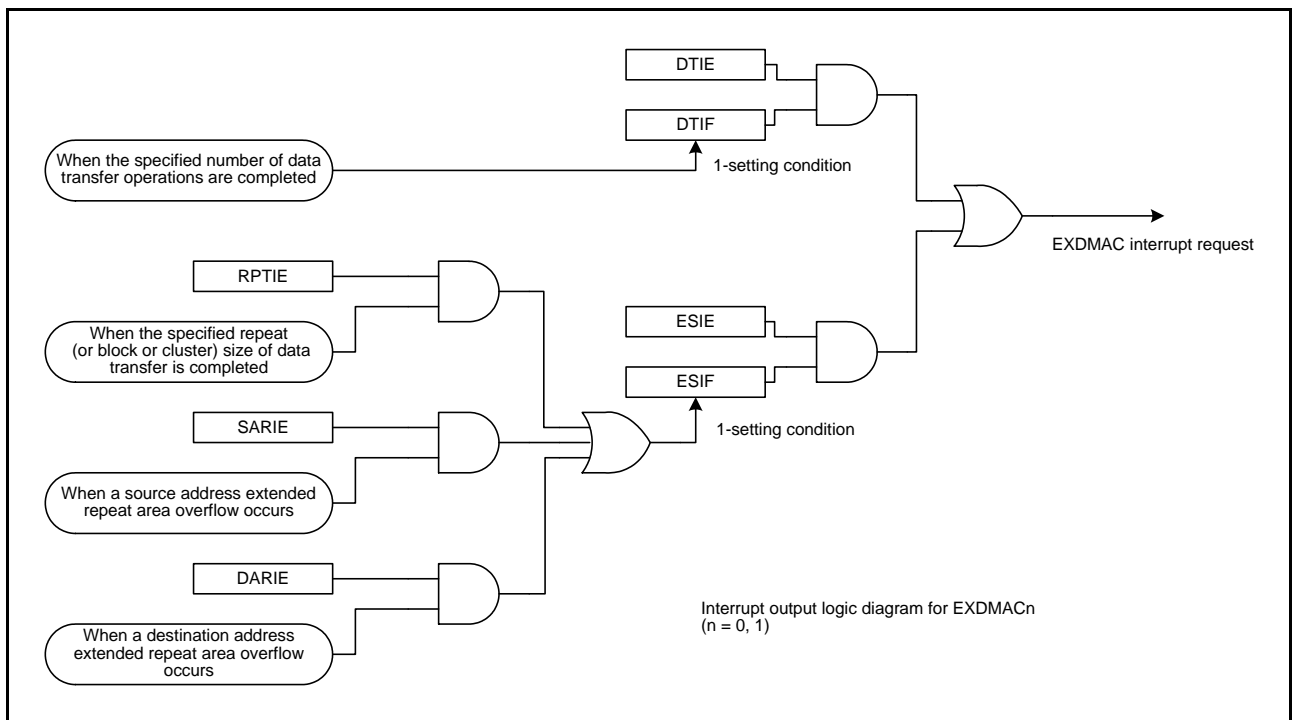 DTIE
DTIF
When the specified number of data
transfer operations are completed
1-setting condition
EXDMAC interrupt request
RPTIE
When the specified repeat
(or block or cluster) size of data
transfer is completed
ESIE
ESIF
SARIE
1-setting condition
When a source address extended
repeat area overflow occurs
DARIE
When a destination address
extended repeat area overflow
occurs
Interrupt output logic diagram for EXDMACn
(n = 0, 1)